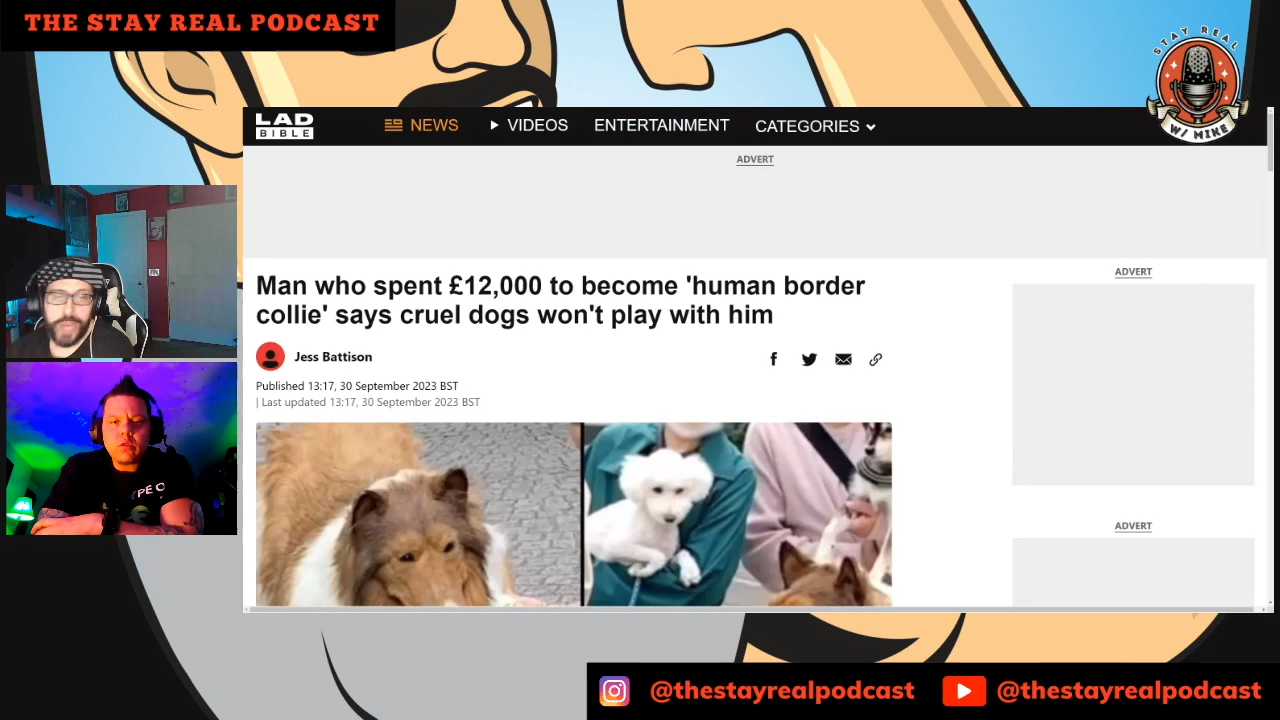 THE STAY REAL PODCAST
STAY REAL
W/ MIKE
LAD
BIBLE
NEWS
VIDEOS
ENTERTAINMENT
CATEGORIES
ADVERT
Man who spent £12,000 to become 'human border
collie' says cruel dogs won't play with him
Jess Battison
Published 13:17, 30 September 2023 BST
| Last updated 13:17, 30 September 2023 BST
ADVERT
ADVERT
@thestayrealpodcast
@thestayrealpodcast